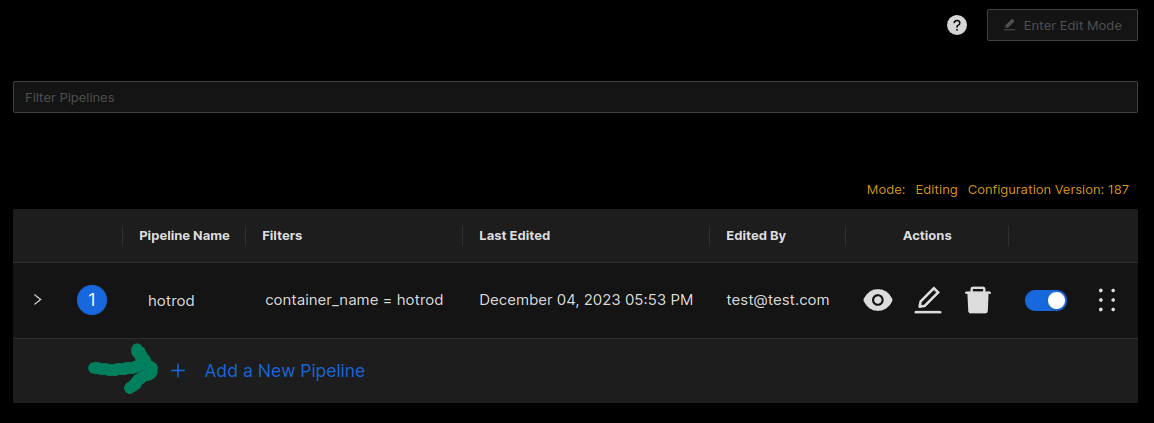 ? Enter Edit Mode
Filter Pipelines
Mode: Editing Configuration Version: 187
Pipeline Name Filters Last Edited Edited By Actions
1 hotrod container_name = hotrod December 04, 2023 05:53 PM test@test.com
+ Add a New Pipeline